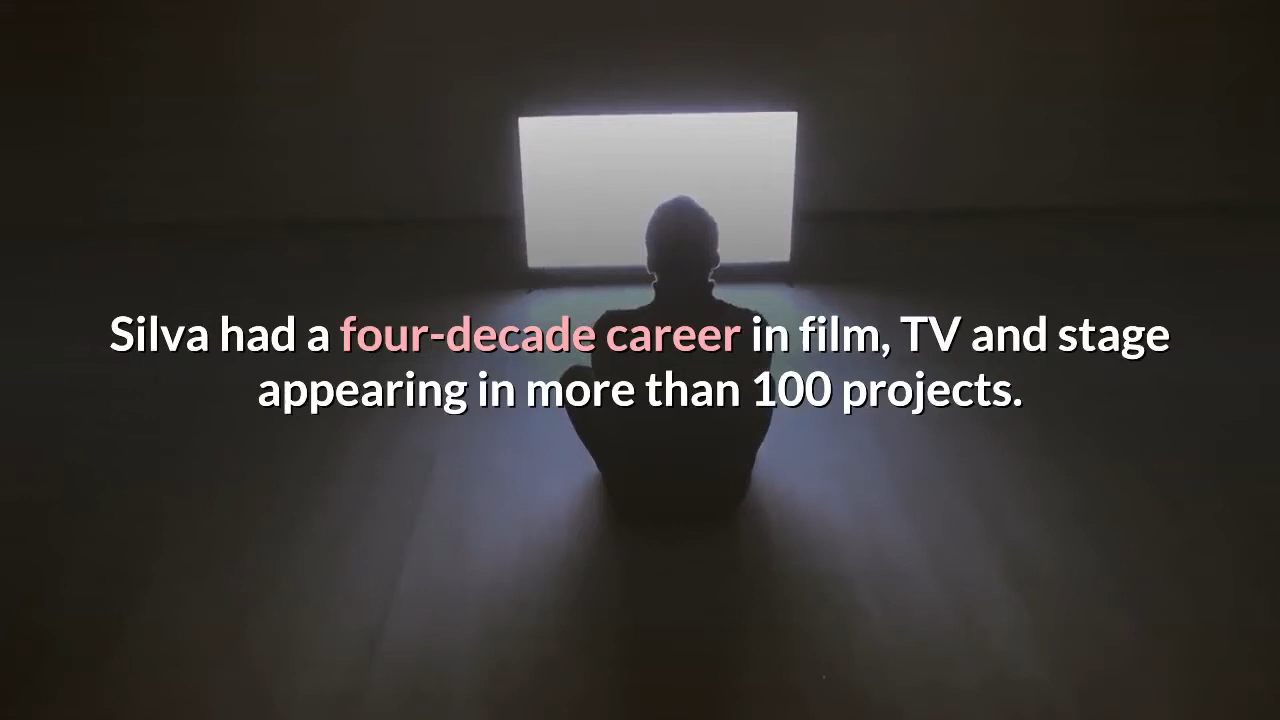 Silva had a four-decade career in film, TV and stage
appearing in more than 100 projects.